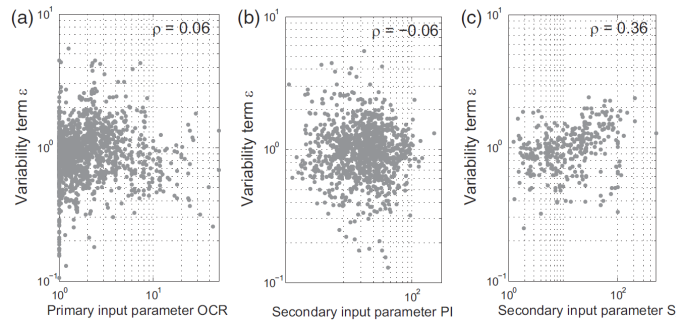 (a)
ρ = 0.06
Variability term ε
10¹
10⁰
10⁻¹
10⁰
10¹
Primary input parameter OCR
(b)
ρ = −0.06
Variability term ε
10¹
10⁰
10⁻¹
10²
Secondary input parameter PI
(c)
ρ = 0.36
Variability term ε
10¹
10⁰
10⁻¹
10⁰
10²
Secondary input parameter S